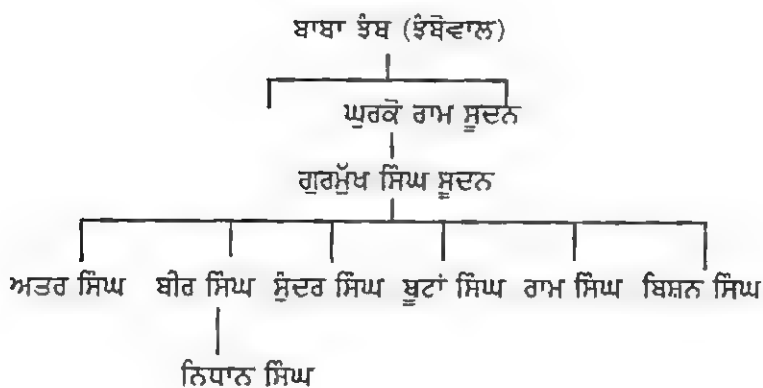 ਬਾਬਾ ਝੰਬ (ਝੰਬੋਵਾਲ)
ਘੁਰਕੋ ਰਾਮ ਸੂਦਨ
ਗੁਰਮੁੱਖ ਸਿੰਘ ਸੂਦਨ
ਅਤਰ ਸਿੰਘ ਬੀਰ ਸਿੰਘ ਸੁੰਦਰ ਸਿੰਘ ਬੂਟਾਂ ਸਿੰਘ ਰਾਮ ਸਿੰਘ ਬਿਸ਼ਨ ਸਿੰਘ
ਨਿਧਾਨ ਸਿੰਘ